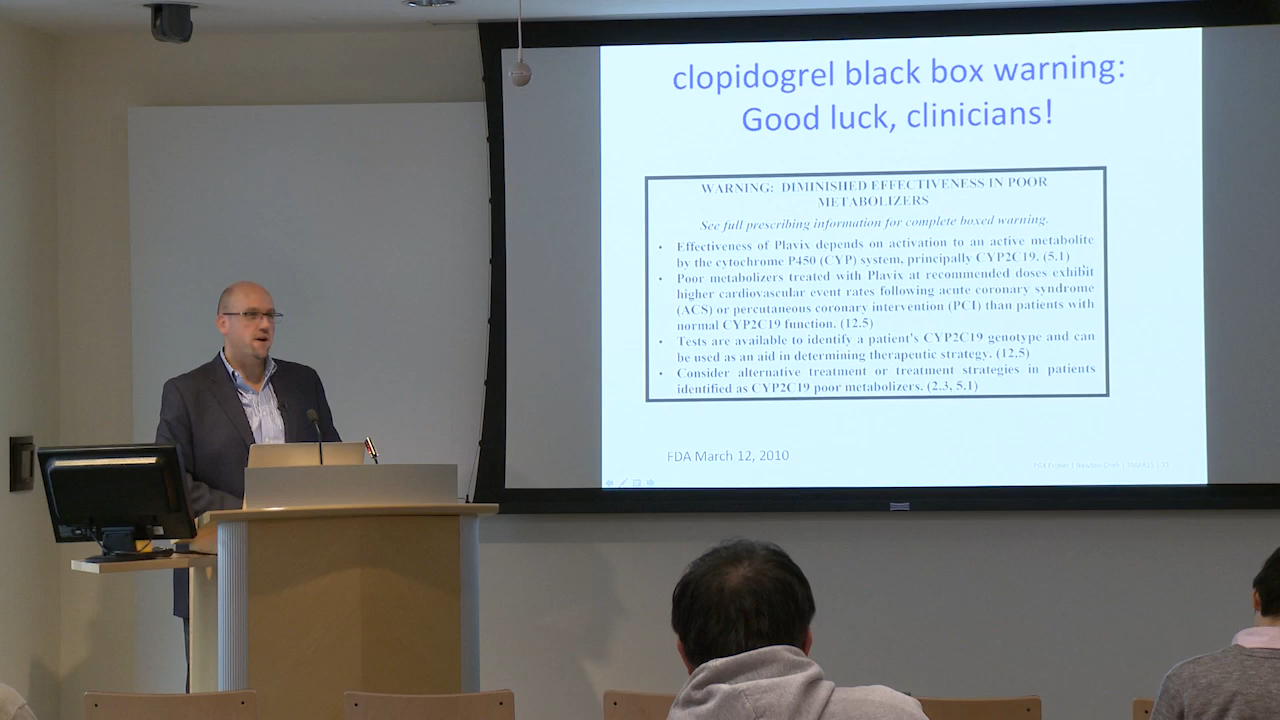 clopidogrel black box warning:
Good luck, clinicians!
WARNING: DIMINISHED EFFECTIVENESS IN POOR
METABOLIZERS
See full prescribing information for complete boxed warning.
• Effectiveness of Plavix depends on activation to an active metabolite
by the cytochrome P450 (CYP) system, principally CYP2C19. (5.1)
• Poor metabolizers treated with Plavix at recommended doses exhibit
higher cardiovascular event rates following acute coronary syndrome
(ACS) or percutaneous coronary intervention (PCI) than patients with
normal CYP2C19 function. (12.5)
• Tests are available to identify a patient's CYP2C19 genotype and can
be used as an aid in determining therapeutic strategy. (12.5)
• Consider alternative treatment or treatment strategies in patients
identified as CYP2C19 poor metabolizers. (2.3, 5.1)
FDA March 12, 2010